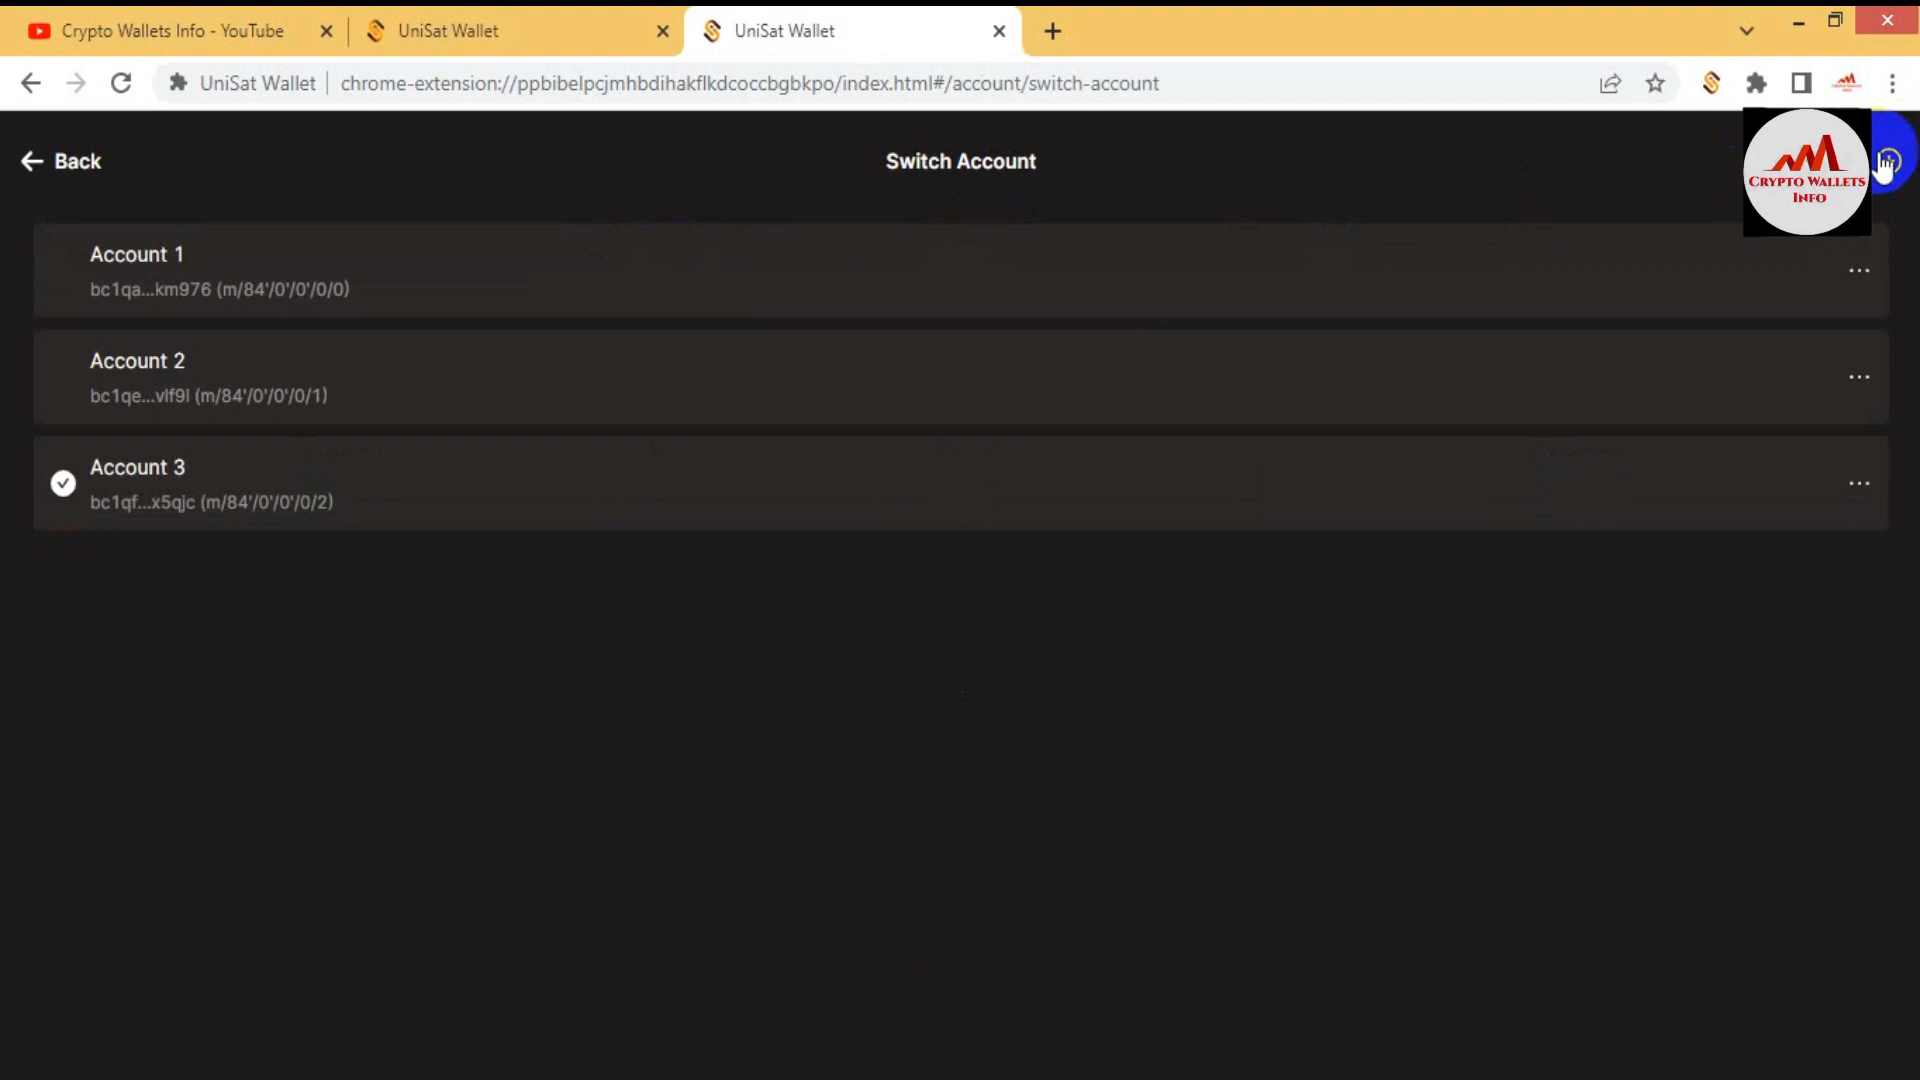 Crypto Wallets Info - YouTube
UniSat Wallet
UniSat Wallet
UniSat Wallet
chrome-extension://ppbibelpcjmhbdihakflkdcoccbgbkpo/index.html#/account/switch-account
Back
Switch Account
CRYPTO WALLETS
INFO
Account 1
bc1qa...km976 (m/84'/0'/0'/0/0)
Account 2
bc1qe...vlf9l (m/84'/0'/0'/0/1)
Account 3
bc1qf...x5qjc (m/84'/0'/0'/0/2)